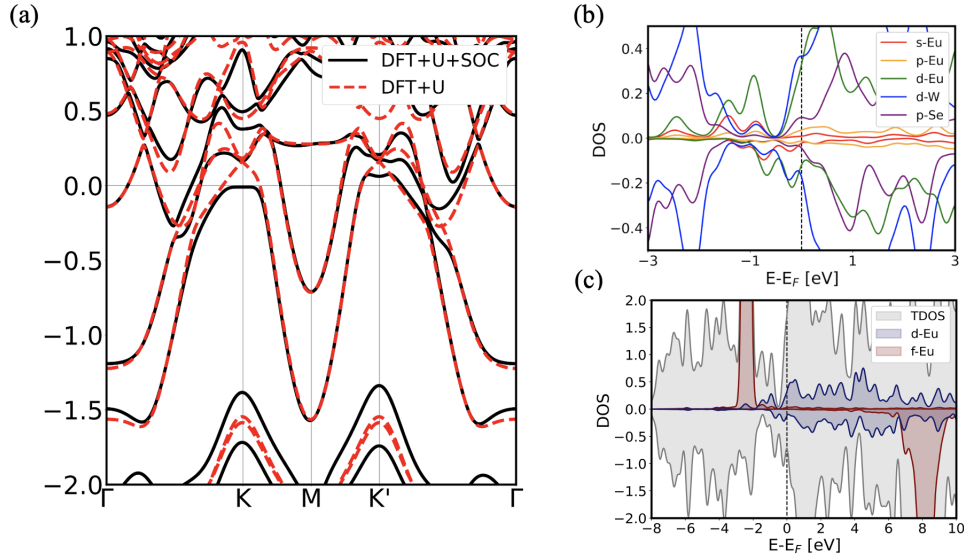 (a)
1.0
0.5
0.0
−0.5
−1.0
−1.5
−2.0
DFT+U+SOC
DFT+U
Γ K M K' Γ
(b)
DOS
0.4
0.2
0.0
−0.2
−0.4
s-Eu
p-Eu
d-Eu
d-W
p-Se
−3 −1 1 3
E-E_F [eV]
(c)
DOS
2.0
1.5
1.0
0.5
0.0
−0.5
−1.0
−1.5
−2.0
TDOS
d-Eu
f-Eu
−8 −6 −4 −2 0 2 4 6 8 10
E-E_F [eV]